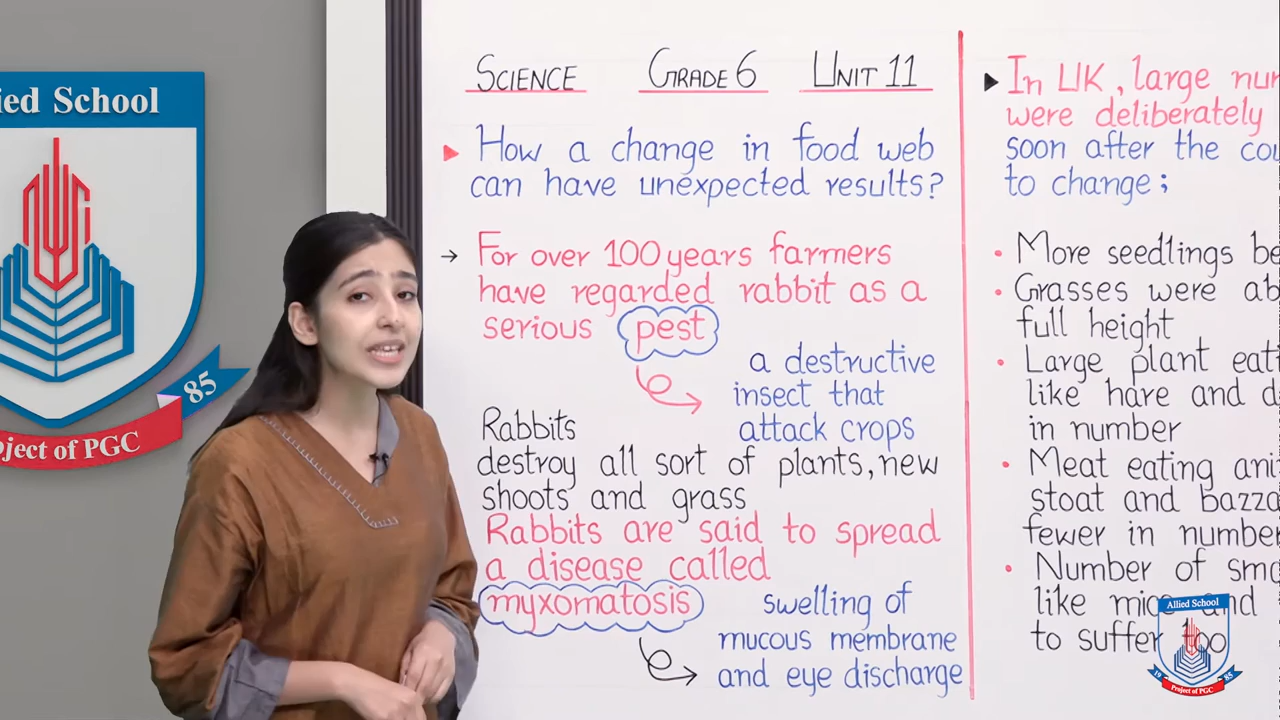 ied School
85
oject of PGC
SCIENCE GRADE 6 UNIT 11
How a change in food web
can have unexpected results?
For over 100 years farmers
have regarded rabbit as a
serious pest
a destructive
insect that
attack crops
Rabbits
destroy all sort of plants, new
shoots and grass
Rabbits are said to spread
a disease called
myxomatosis
swelling of
mucous membrane
and eye discharge
In UK, large nu
were deliberately
soon after the co
to change;
More seedlings be
Grasses were ab
full height
Large plant eati
like hare and d
in number
Meat eating ani
stoat and bazza
fewer in number
Number of sm
like mice and
to suffer too
Allied School
19 85
Project of PGC